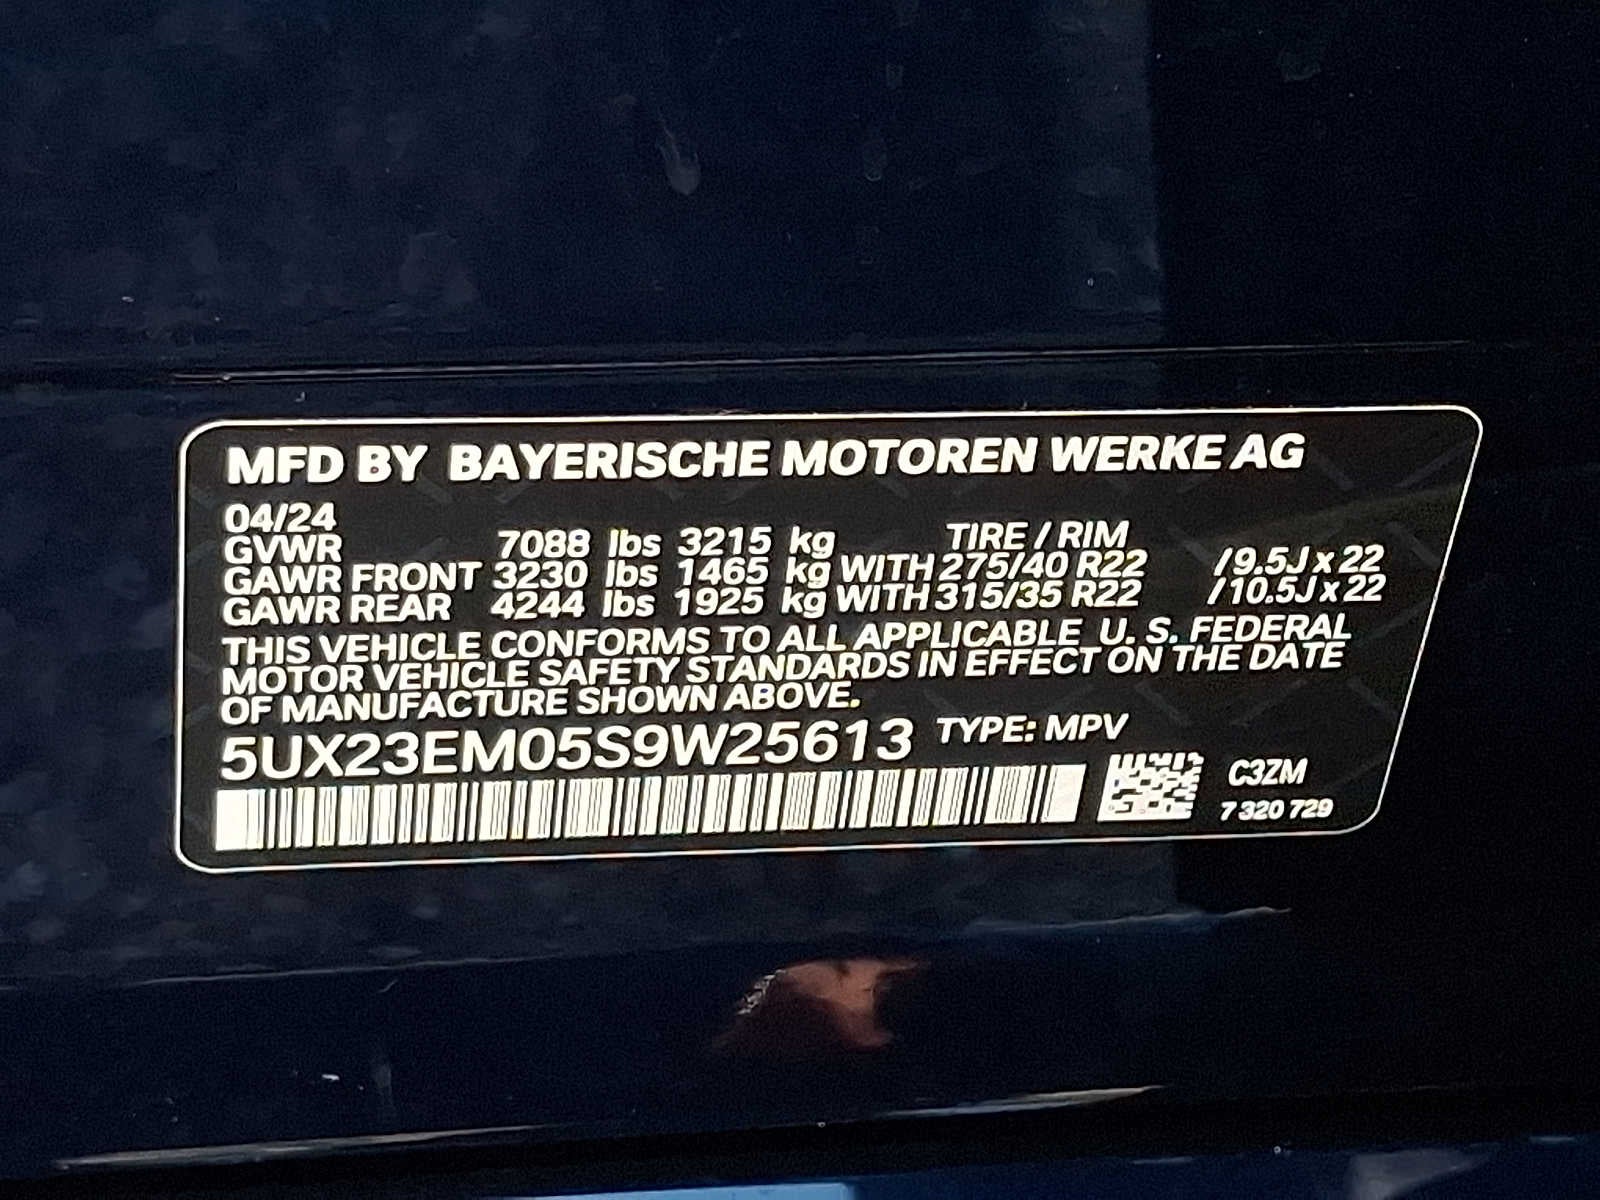 MFD BY BAYERISCHE MOTOREN WERKE AG
04/24
GVWR 7088 lbs 3215 kg TIRE / RIM
GAWR FRONT 3230 lbs 1465 kg WITH 275/40 R22 /9.5J x 22
GAWR REAR 4244 lbs 1925 kg WITH 315/35 R22 /10.5J x 22
THIS VEHICLE CONFORMS TO ALL APPLICABLE U. S. FEDERAL
MOTOR VEHICLE SAFETY STANDARDS IN EFFECT ON THE DATE
OF MANUFACTURE SHOWN ABOVE.
5UX23EM05S9W25613 TYPE: MPV
C3ZM
7 320 729